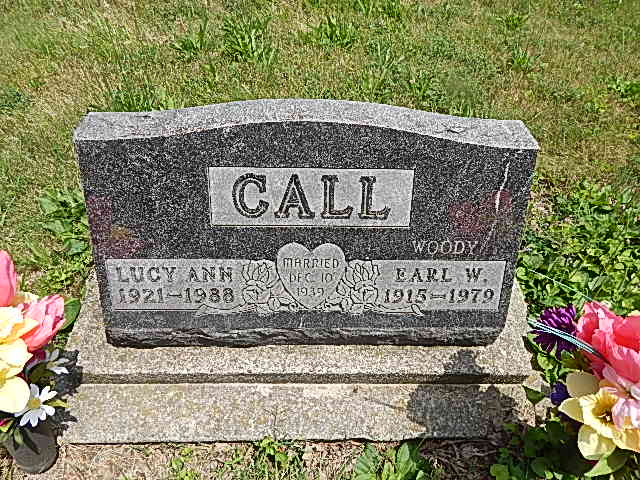 CALL
WOODY
LUCY ANN
1921–1988
MARRIED
DEC. 10
1939
EARL W.
1915–1979